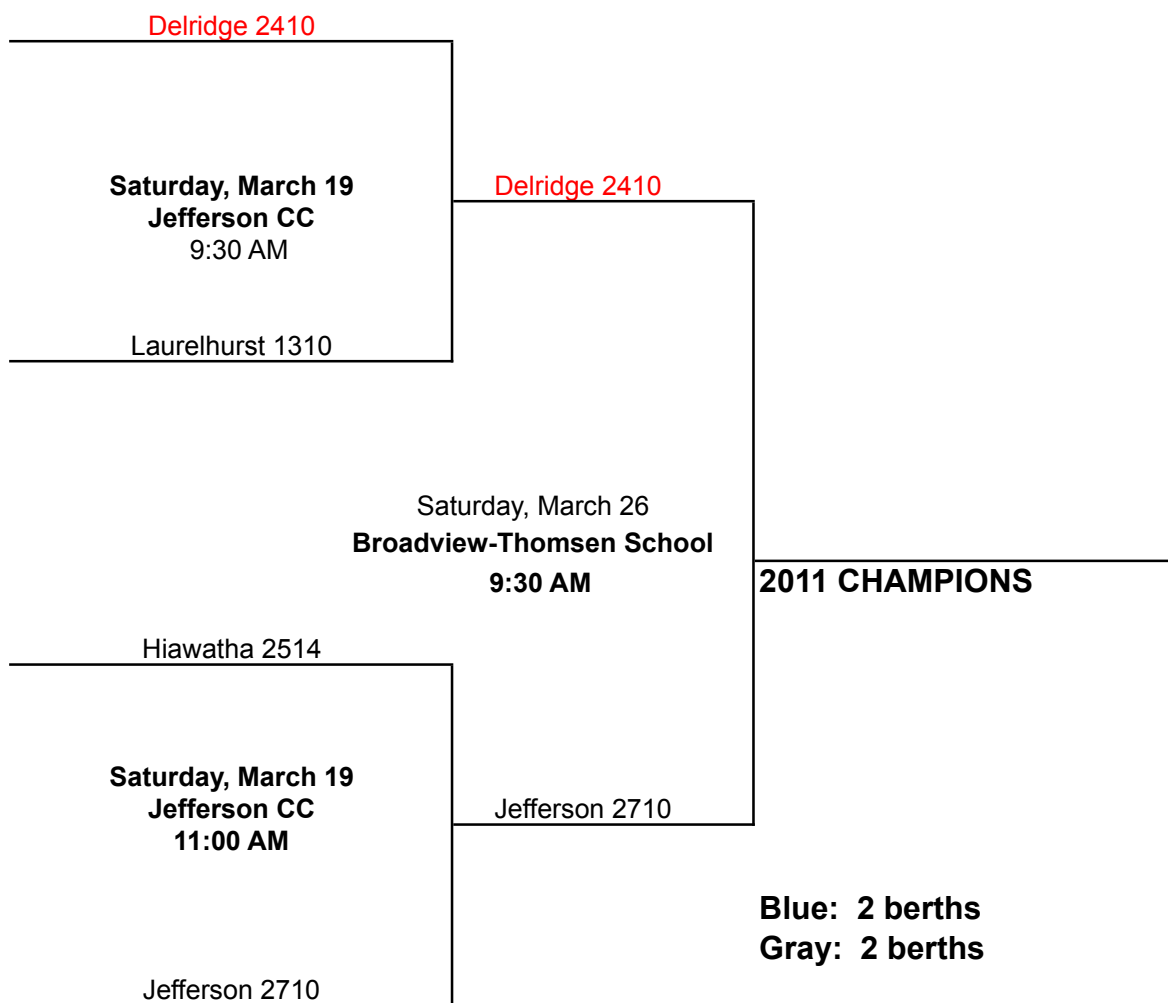 Delridge 2410
Saturday, March 19
Jefferson CC
9:30 AM
Delridge 2410
Laurelhurst 1310
Saturday, March 26
Broadview-Thomsen School
9:30 AM
2011 CHAMPIONS
Hiawatha 2514
Saturday, March 19
Jefferson CC
11:00 AM
Jefferson 2710
Blue:  2 berths
Gray:  2 berths
Jefferson 2710